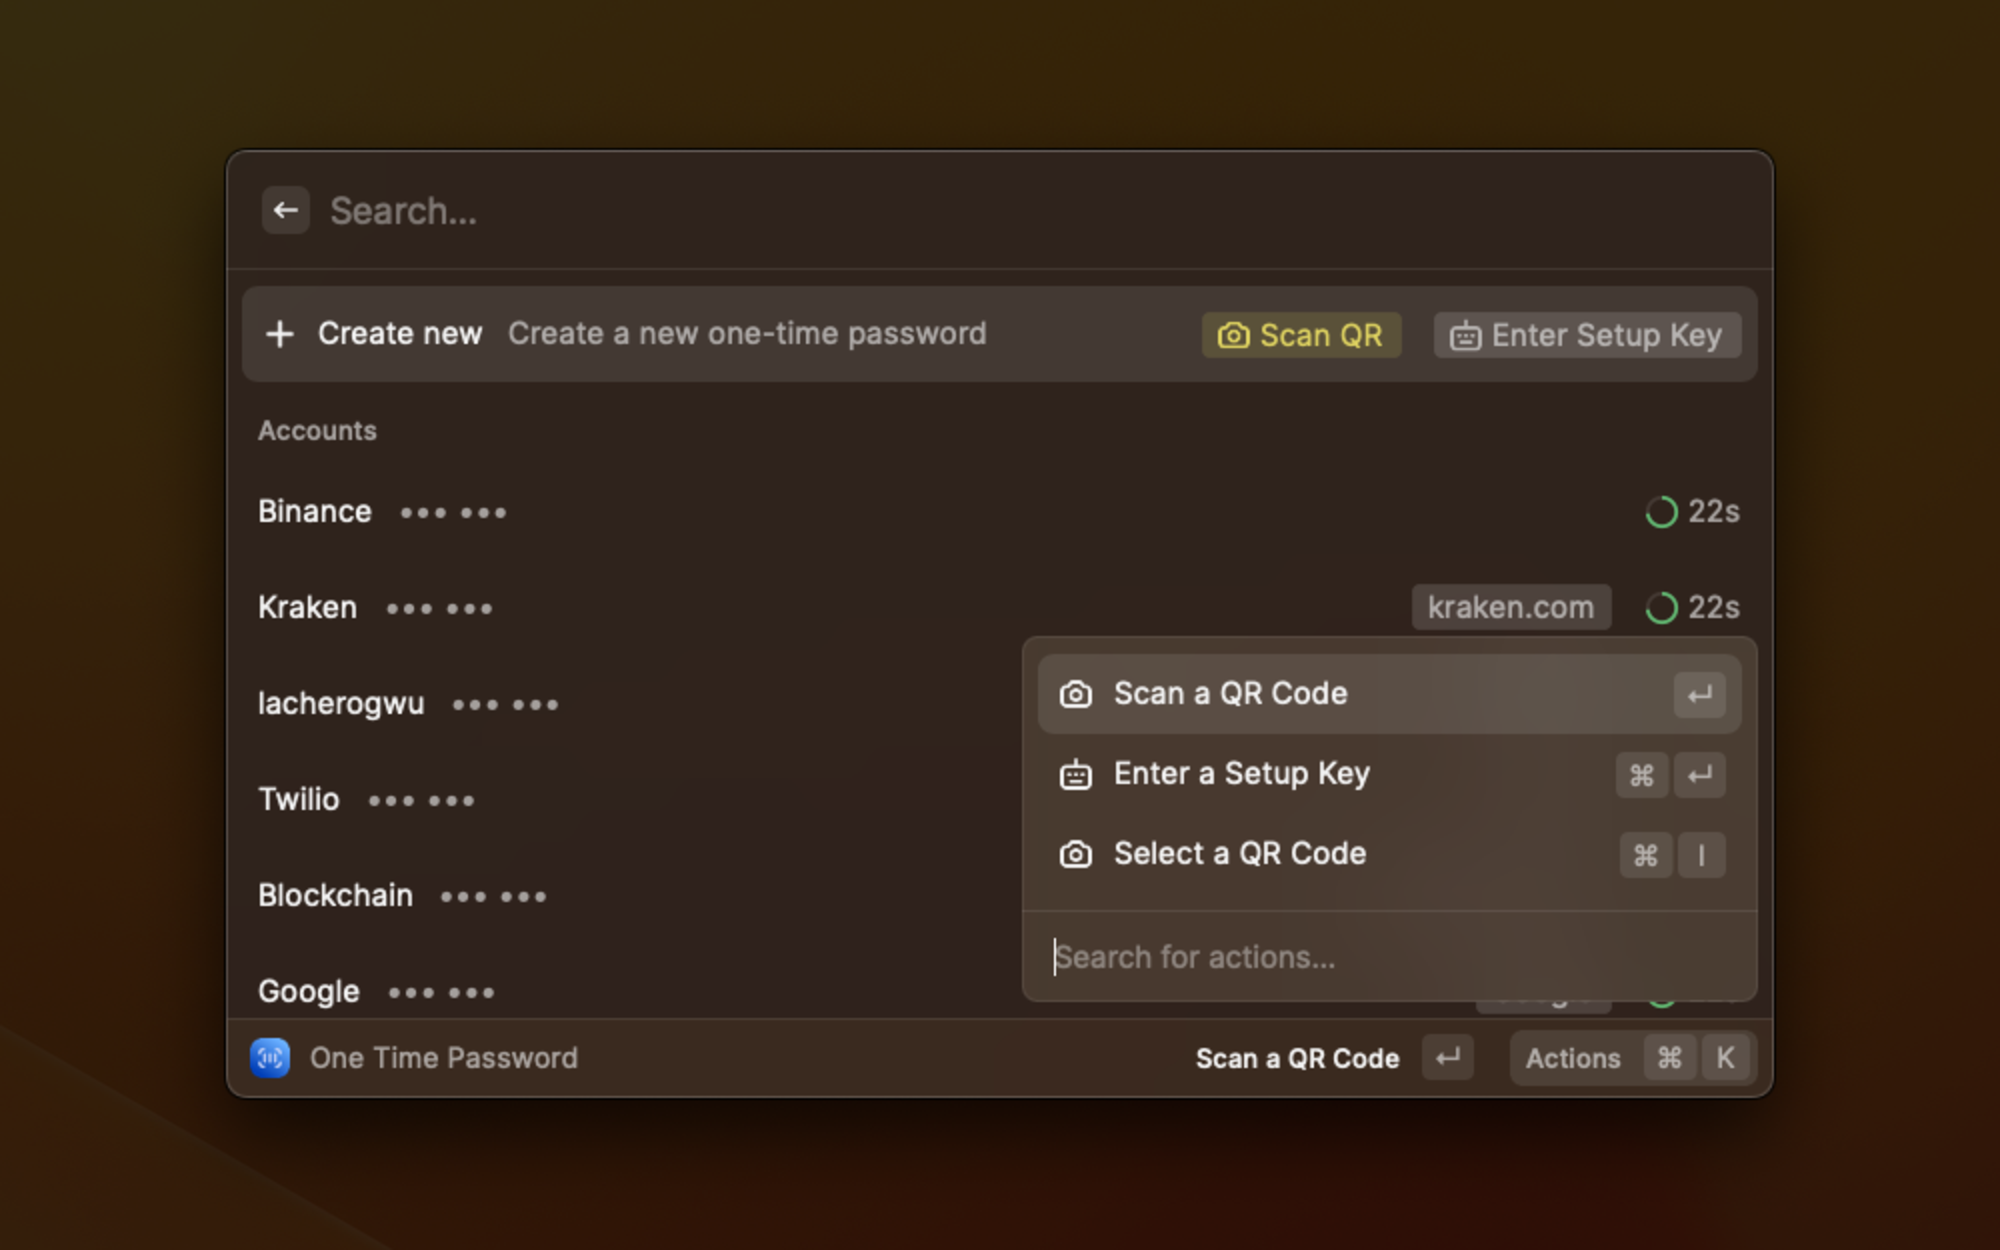 Search...
Create new Create a new one-time password Scan QR Enter Setup Key
Accounts
Binance ••• ••• 22s
Kraken ••• ••• kraken.com 22s
lacherogwu ••• •••
Twilio ••• •••
Blockchain ••• •••
Google ••• •••
Scan a QR Code ↵
Enter a Setup Key ⌘ ↵
Select a QR Code ⌘ I
Search for actions...
One Time Password Scan a QR Code ↵ Actions ⌘ K